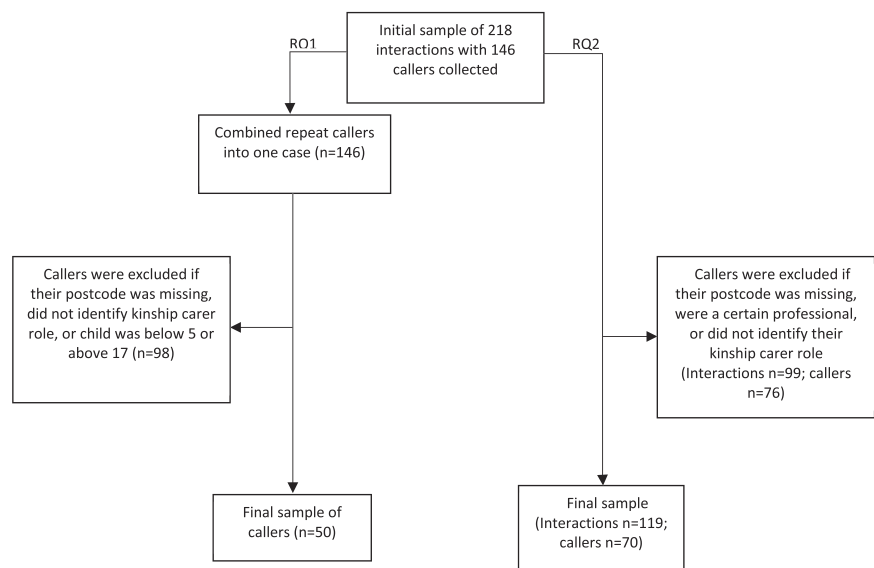 Initial sample of 218
interactions with 146
callers collected
RQ1
RQ2
Combined repeat callers
into one case (n=146)
Callers were excluded if
their postcode was missing,
did not identify kinship carer
role, or child was below 5 or
above 17 (n=98)
Callers were excluded if
their postcode was missing,
were a certain professional,
or did not identify their
kinship carer role
(Interactions n=99; callers
n=76)
Final sample of
callers (n=50)
Final sample
(Interactions n=119;
callers n=70)